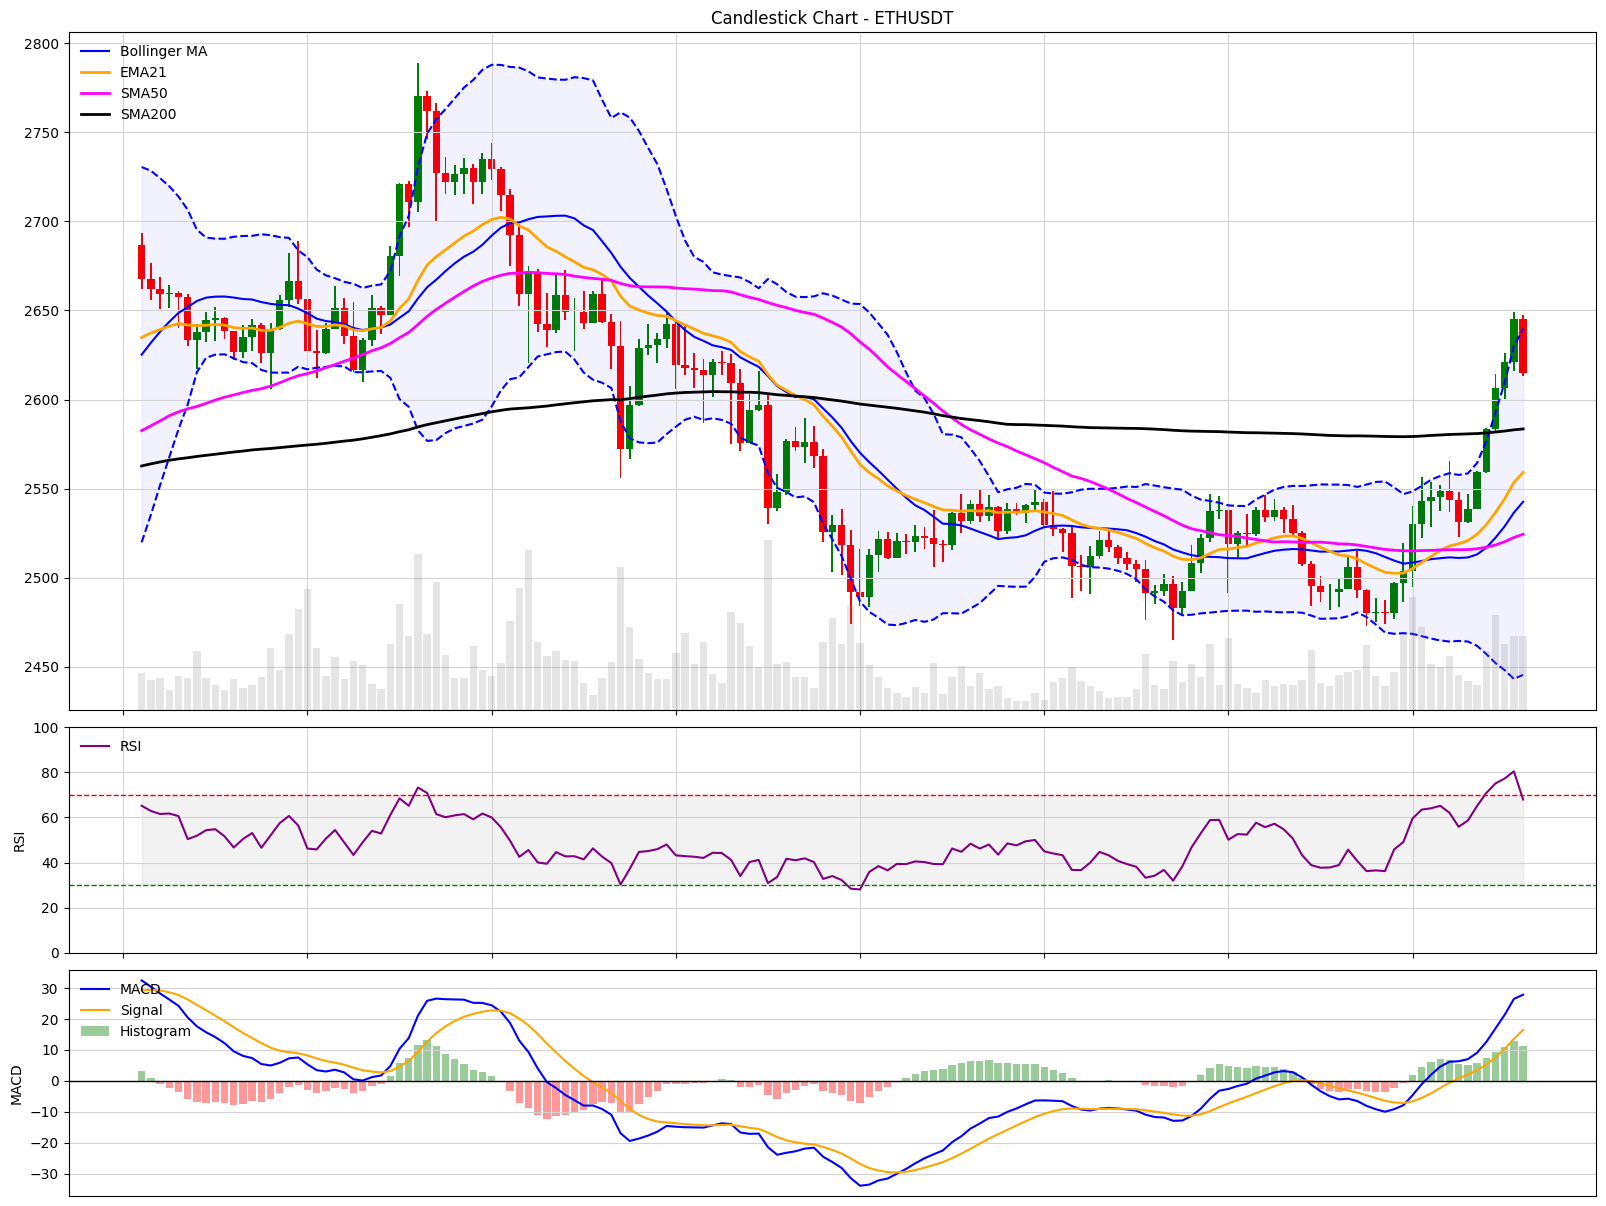 Candlestick Chart - ETHUSDT
Bollinger MA
EMA21
SMA50
SMA200
2800
2750
2700
2650
2600
2550
2500
2450
RSI
100
80
60
40
20
0
RSI
MACD
Signal
Histogram
30
20
10
0
−10
−20
−30
MACD